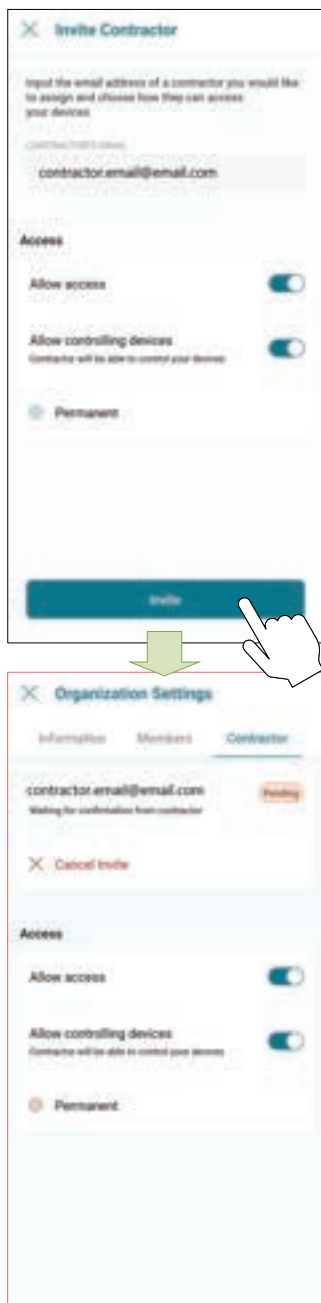 Invite Contractor
Input the email address of a contractor you would like
to assign and choose how they can access
your devices
CONTRACTOR'S EMAIL
contractor.email@email.com
Access
Allow access
Allow controlling devices
Contractor will be able to control your devices
Permanent
Invite
Organization Settings
Information Members Contractor
contractor.email@email.com Pending
Waiting for confirmation from contractor
Cancel Invite
Access
Allow access
Allow controlling devices
Contractor will be able to control your devices
Permanent